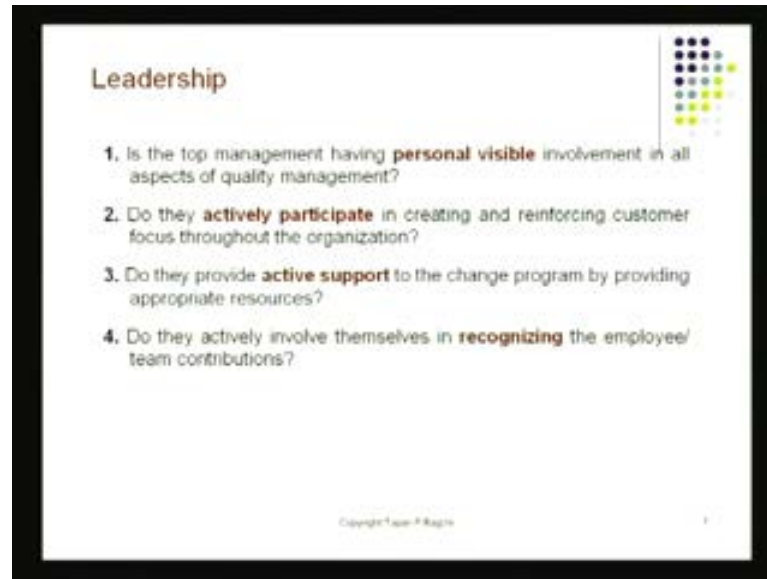 Leadership
1. Is the top management having personal visible involvement in all
aspects of quality management?
2. Do they actively participate in creating and reinforcing customer
focus throughout the organization?
3. Do they provide active support to the change program by providing
appropriate resources?
4. Do they actively involve themselves in recognizing the employee/
team contributions?
Copyright